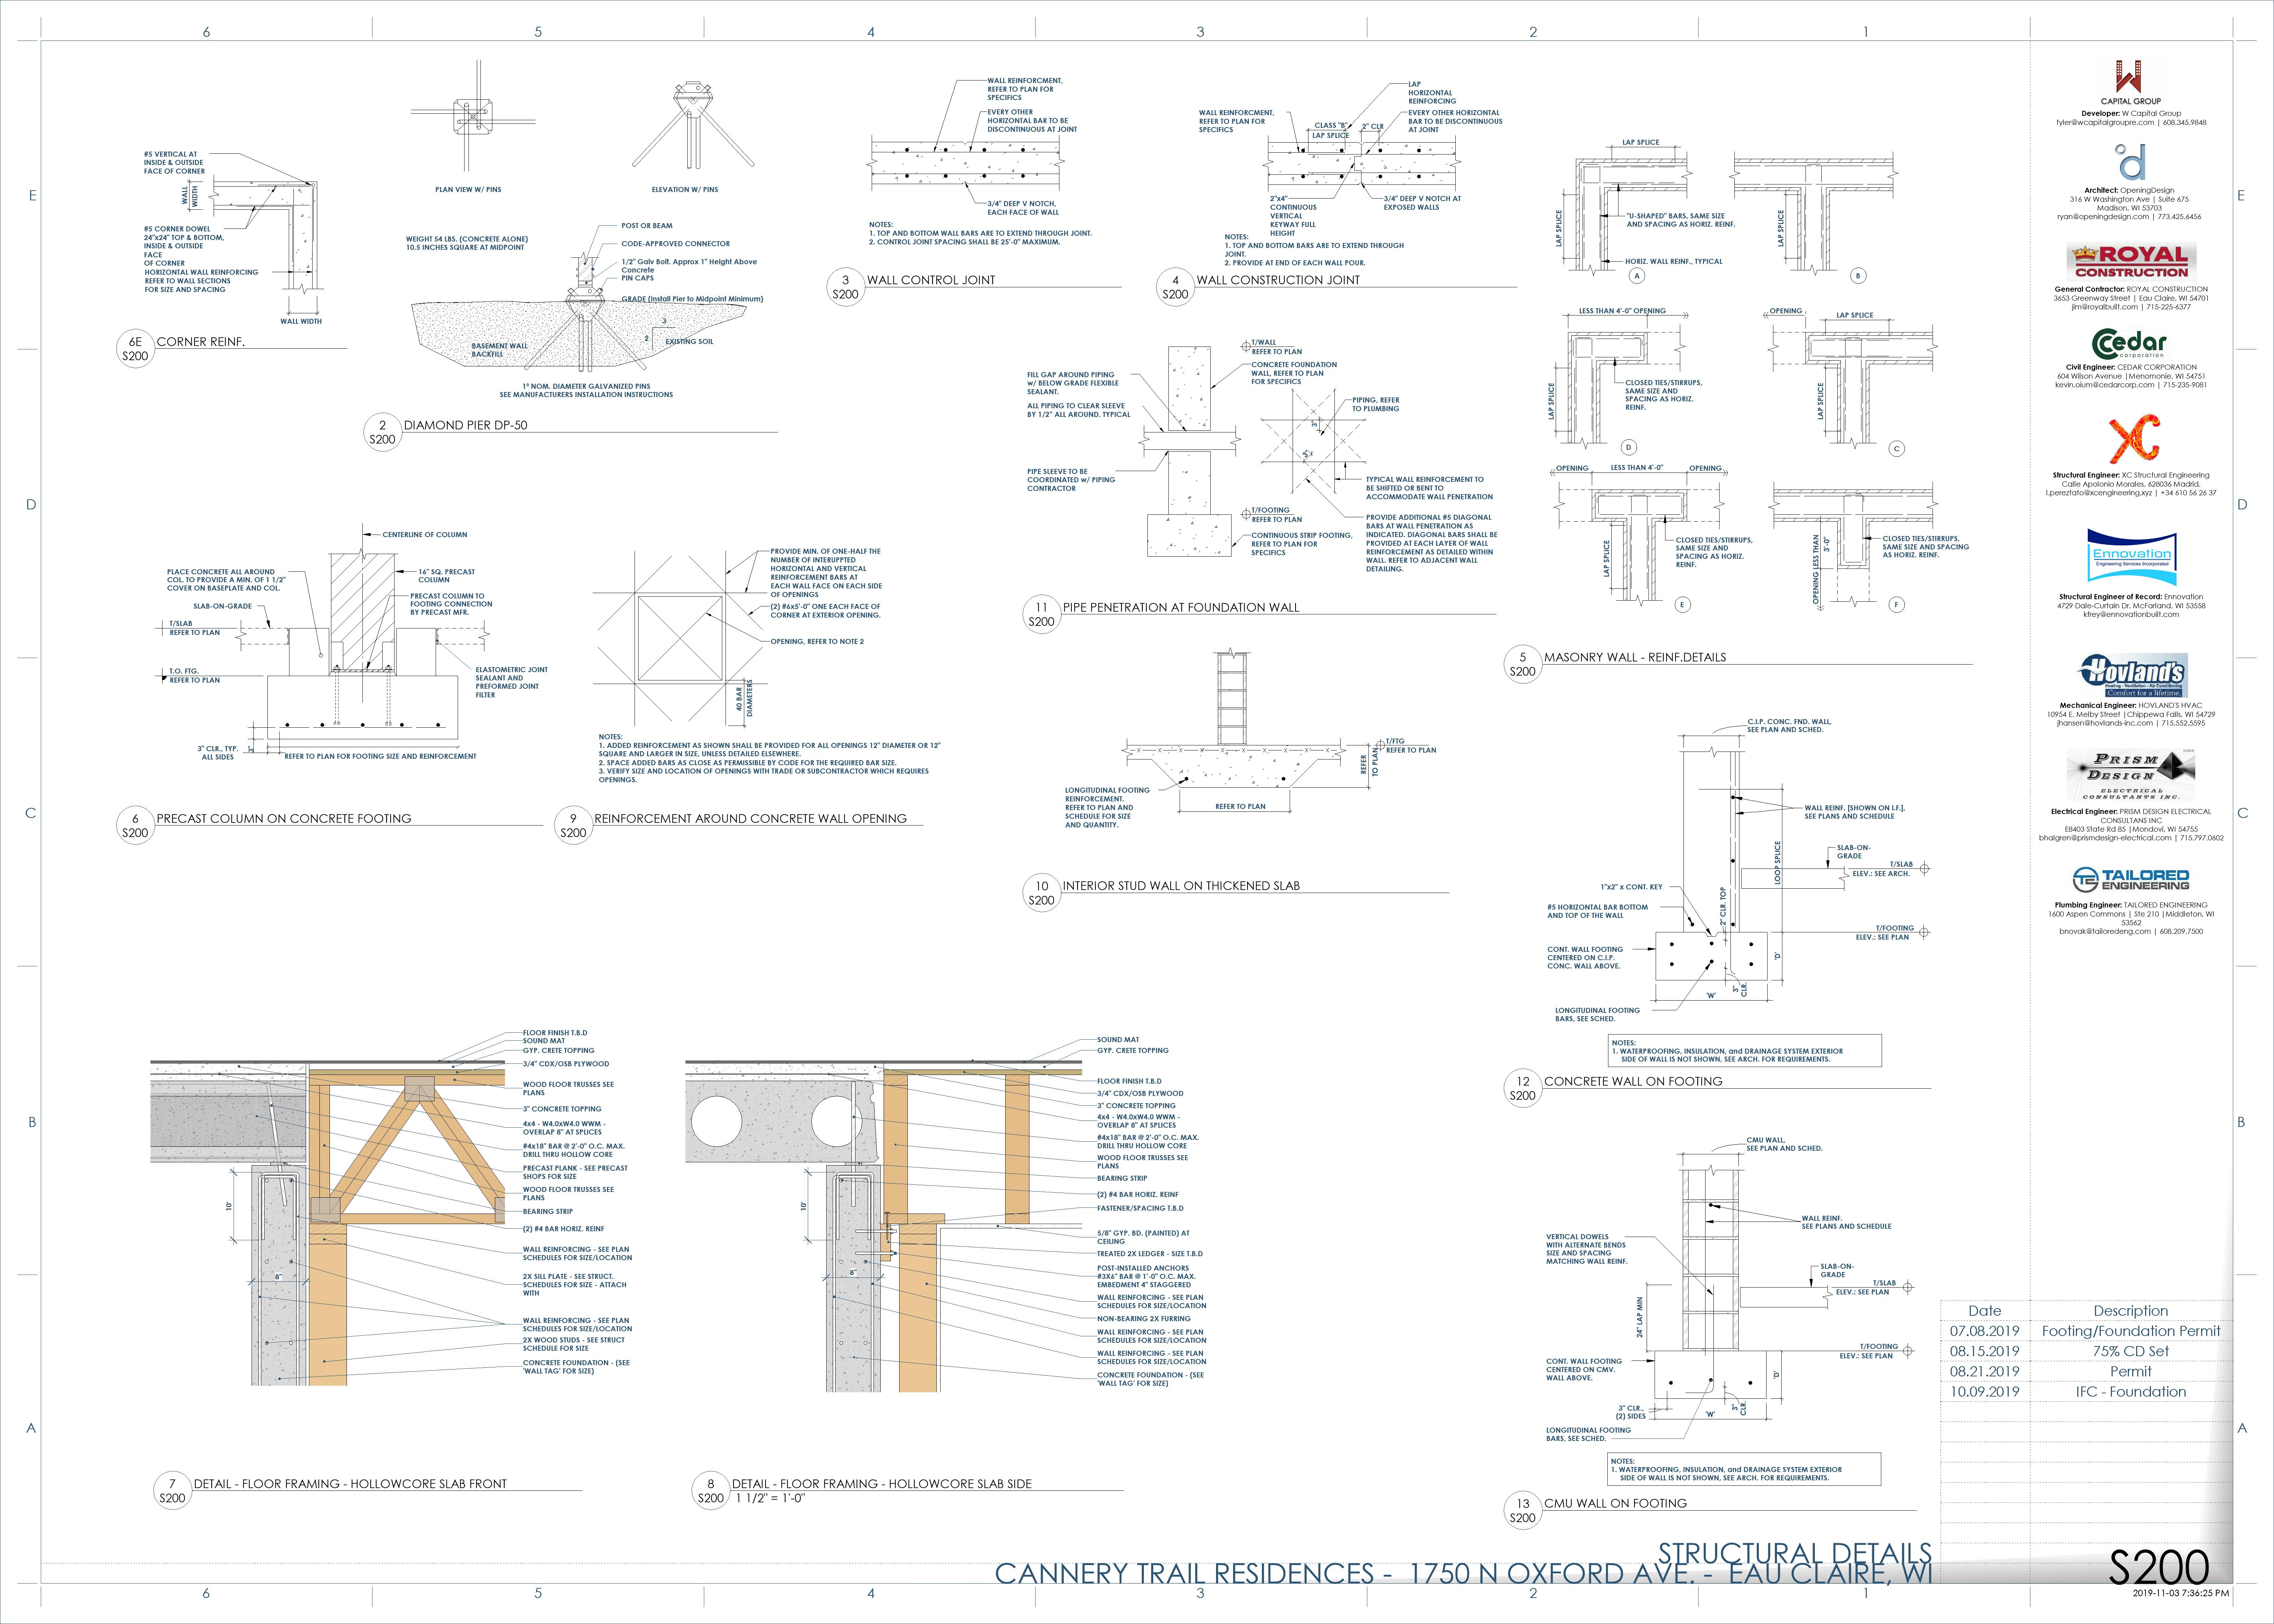 6 5 4 3 2 1
E
D
C
B
A
#5 VERTICAL AT
INSIDE & OUTSIDE
FACE OF CORNER
WALL
WIDTH
#5 CORNER DOWEL
24"x24" TOP & BOTTOM,
INSIDE & OUTSIDE
FACE
OF CORNER
HORIZONTAL WALL REINFORCING
REFER TO WALL SECTIONS
FOR SIZE AND SPACING
WALL WIDTH
6E
S200
CORNER REINF.
PLAN VIEW W/ PINS
ELEVATION W/ PINS
WEIGHT 54 LBS. (CONCRETE ALONE)
10.5 INCHES SQUARE AT MIDPOINT
POST OR BEAM
CODE-APPROVED CONNECTOR
1/2" Galv Bolt. Approx 1" Height Above
Concrete
PIN CAPS
GRADE (Install Pier to Midpoint Minimum)
3
2
EXISTING SOIL
BASEMENT WALL
BACKFILL
1" NOM. DIAMETER GALVANIZED PINS
SEE MANUFACTURERS INSTALLATION INSTRUCTIONS
2
S200
DIAMOND PIER DP-50
WALL REINFORCMENT,
REFER TO PLAN FOR
SPECIFICS
EVERY OTHER
HORIZONTAL BAR TO BE
DISCONTINUOUS AT JOINT
3/4" DEEP V NOTCH,
EACH FACE OF WALL
NOTES:
1. TOP AND BOTTOM WALL BARS ARE TO EXTEND THROUGH JOINT.
2. CONTROL JOINT SPACING SHALL BE 25'-0" MAXIMUM.
3
S200
WALL CONTROL JOINT
WALL REINFORCMENT,
REFER TO PLAN FOR
SPECIFICS
CLASS "B"
LAP SPLICE
2" CLR
LAP
HORIZONTAL
REINFORCING
EVERY OTHER HORIZONTAL
BAR TO BE DISCONTINUOUS
AT JOINT
2"x4"
CONTINUOUS
VERTICAL
KEYWAY FULL
HEIGHT
3/4" DEEP V NOTCH AT
EXPOSED WALLS
NOTES:
1. TOP AND BOTTOM BARS ARE TO EXTEND THROUGH
JOINT.
2. PROVIDE AT END OF EACH WALL POUR.
4
S200
WALL CONSTRUCTION JOINT
LAP SPLICE
LAP SPLICE
"U-SHAPED" BARS, SAME SIZE
AND SPACING AS HORIZ. REINF.
HORIZ. WALL REINF., TYPICAL
A
LAP SPLICE
B
LESS THAN 4'-0" OPENING
LAP SPLICE
CLOSED TIES/STIRRUPS,
SAME SIZE AND
SPACING AS HORIZ.
REINF.
D
OPENING
LAP SPLICE
LAP SPLICE
C
OPENING
LESS THAN 4'-0"
OPENING
LAP SPLICE
CLOSED TIES/STIRRUPS,
SAME SIZE AND
SPACING AS HORIZ.
REINF.
E
OPENING LESS THAN
3'-0"
CLOSED TIES/STIRRUPS,
SAME SIZE AND SPACING
AS HORIZ. REINF.
F
5
S200
MASONRY WALL - REINF.DETAILS
FILL GAP AROUND PIPING
w/ BELOW GRADE FLEXIBLE
SEALANT.
ALL PIPING TO CLEAR SLEEVE
BY 1/2" ALL AROUND. TYPICAL
PIPE SLEEVE TO BE
COORDINATED w/ PIPING
CONTRACTOR
T/WALL
REFER TO PLAN
CONCRETE FOUNDATION
WALL, REFER TO PLAN
FOR SPECIFICS
PIPING, REFER
TO PLUMBING
3"
3"
TYPICAL WALL REINFORCEMENT TO
BE SHIFTED OR BENT TO
ACCOMMODATE WALL PENETRATION
T/FOOTING
REFER TO PLAN
CONTINUOUS STRIP FOOTING,
REFER TO PLAN FOR
SPECIFICS
PROVIDE ADDITIONAL #5 DIAGONAL
BARS AT WALL PENETRATION AS
INDICATED. DIAGONAL BARS SHALL BE
PROVIDED AT EACH LAYER OF WALL
REINFORCEMENT AS DETAILED WITHIN
WALL. REFER TO ADJACENT WALL
DETAILING.
11
S200
PIPE PENETRATION AT FOUNDATION WALL
CENTERLINE OF COLUMN
PLACE CONCRETE ALL AROUND
COL. TO PROVIDE A MIN. OF 1 1/2"
COVER ON BASEPLATE AND COL.
16" SQ. PRECAST
COLUMN
SLAB-ON-GRADE
PRECAST COLUMN TO
FOOTING CONNECTION
BY PRECAST MFR.
T/SLAB
REFER TO PLAN
T.O. FTG.
REFER TO PLAN
ELASTOMETRIC JOINT
SEALANT AND
PREFORMED JOINT
FILTER
3" CLR., TYP.
ALL SIDES
3"
REFER TO PLAN FOR FOOTING SIZE AND REINFORCEMENT
6
S200
PRECAST COLUMN ON CONCRETE FOOTING
PROVIDE MIN. OF ONE-HALF THE
NUMBER OF INTERUPPTED
HORIZONTAL AND VERTICAL
REINFORCEMENT BARS AT
EACH WALL FACE ON EACH SIDE
OF OPENINGS
(2) #6x5'-0" ONE EACH FACE OF
CORNER AT EXTERIOR OPENING.
OPENING, REFER TO NOTE 2
40 BAR
DIAMETERS
NOTES:
1. ADDED REINFORCEMENT AS SHOWN SHALL BE PROVIDED FOR ALL OPENINGS 12" DIAMETER OR 12"
SQUARE AND LARGER IN SIZE, UNLESS DETAILED ELSEWHERE.
2. SPACE ADDED BARS AS CLOSE AS PERMISSIBLE BY CODE FOR THE REQUIRED BAR SIZE.
3. VERIFY SIZE AND LOCATION OF OPENINGS WITH TRADE OR SUBCONTRACTOR WHICH REQUIRES
OPENINGS.
9
S200
REINFORCEMENT AROUND CONCRETE WALL OPENING
T/FTG
REFER TO PLAN
REFER
TO PLAN
LONGITUDINAL FOOTING
REINFORCEMENT.
REFER TO PLAN AND
SCHEDULE FOR SIZE
AND QUANTITY.
REFER TO PLAN
10
S200
INTERIOR STUD WALL ON THICKENED SLAB
C.I.P. CONC. FND. WALL,
SEE PLAN AND SCHED.
WALL REINF. [SHOWN ON I.F.],
SEE PLANS AND SCHEDULE
LOOP SPLICE
SLAB-ON-
GRADE
T/SLAB
ELEV.: SEE ARCH.
1"x2" x CONT. KEY
2" CLR. TOP
#5 HORIZONTAL BAR BOTTOM
AND TOP OF THE WALL
T/FOOTING
ELEV.: SEE PLAN
CONT. WALL FOOTING
CENTERED ON C.I.P.
CONC. WALL ABOVE.
'D'
'W'
3"
CLR.
LONGITUDINAL FOOTING
BARS, SEE SCHED.
NOTES:
1. WATERPROOFING, INSULATION, and DRAINAGE SYSTEM EXTERIOR
SIDE OF WALL IS NOT SHOWN, SEE ARCH. FOR REQUIREMENTS.
12
S200
CONCRETE WALL ON FOOTING
FLOOR FINISH T.B.D
SOUND MAT
GYP. CRETE TOPPING
3/4" CDX/OSB PLYWOOD
WOOD FLOOR TRUSSES SEE
PLANS
3" CONCRETE TOPPING
4x4 - W4.0xW4.0 WWM -
OVERLAP 8" AT SPLICES
#4x18" BAR @ 2'-0" O.C. MAX.
DRILL THRU HOLLOW CORE
PRECAST PLANK - SEE PRECAST
SHOPS FOR SIZE
WOOD FLOOR TRUSSES SEE
PLANS
BEARING STRIP
(2) #4 BAR HORIZ. REINF
WALL REINFORCING - SEE PLAN
SCHEDULES FOR SIZE/LOCATION
2X SILL PLATE - SEE STRUCT.
SCHEDULES FOR SIZE - ATTACH
WITH
WALL REINFORCING - SEE PLAN
SCHEDULES FOR SIZE/LOCATION
2X WOOD STUDS - SEE STRUCT
SCHEDULE FOR SIZE
CONCRETE FOUNDATION - (SEE
'WALL TAG' FOR SIZE)
10'
8"
7
S200
DETAIL - FLOOR FRAMING - HOLLOWCORE SLAB FRONT
SOUND MAT
GYP. CRETE TOPPING
FLOOR FINISH T.B.D
3/4" CDX/OSB PLYWOOD
3" CONCRETE TOPPING
4x4 - W4.0xW4.0 WWM -
OVERLAP 8" AT SPLICES
#4x18" BAR @ 2'-0" O.C. MAX.
DRILL THRU HOLLOW CORE
WOOD FLOOR TRUSSES SEE
PLANS
BEARING STRIP
(2) #4 BAR HORIZ. REINF
FASTENER/SPACING T.B.D
5/8" GYP. BD. (PAINTED) AT
CEILING
TREATED 2X LEDGER - SIZE T.B.D
POST-INSTALLED ANCHORS
#3X6" BAR @ 1'-0" O.C. MAX.
EMBEDMENT 4" STAGGERED
WALL REINFORCING - SEE PLAN
SCHEDULES FOR SIZE/LOCATION
NON-BEARING 2X FURRING
WALL REINFORCING - SEE PLAN
SCHEDULES FOR SIZE/LOCATION
WALL REINFORCING - SEE PLAN
SCHEDULES FOR SIZE/LOCATION
CONCRETE FOUNDATION - (SEE
'WALL TAG' FOR SIZE)
10'
8"
8
S200
DETAIL - FLOOR FRAMING - HOLLOWCORE SLAB SIDE
1 1/2" = 1'-0"
CMU WALL,
SEE PLAN AND SCHED.
WALL REINF.
SEE PLANS AND SCHEDULE
VERTICAL DOWELS
WITH ALTERNATE BENDS
SIZE AND SPACING
MATCHING WALL REINF.
SLAB-ON-
GRADE
T/SLAB
ELEV.: SEE PLAN
24" LAP MIN
T/FOOTING
ELEV.: SEE PLAN
CONT. WALL FOOTING
CENTERED ON CMV.
WALL ABOVE.
'D'
3" CLR.,
(2) SIDES
'W'
3"
CLR.
LONGITUDINAL FOOTING
BARS, SEE SCHED.
NOTES:
1. WATERPROOFING, INSULATION, and DRAINAGE SYSTEM EXTERIOR
SIDE OF WALL IS NOT SHOWN, SEE ARCH. FOR REQUIREMENTS.
13
S200
CMU WALL ON FOOTING
W
CAPITAL GROUP
Developer: W Capital Group
tyler@wcapitalgroupre.com | 608.345.9848
d
Architect: OpeningDesign
316 W Washington Ave | Suite 675
Madison, WI 53703
ryan@openingdesign.com | 773.425.6456
ROYAL
CONSTRUCTION
General Contractor: ROYAL CONSTRUCTION
3653 Greenway Street | Eau Claire, WI 54701
jim@royalbuilt.com | 715-225-6377
Cedar
corporation
Civil Engineer: CEDAR CORPORATION
604 Wilson Avenue |Menomonie, WI 54751
kevin.oium@cedarcorp.com | 715-235-9081
XC
Structural Engineer: XC Structural Engineering
Calle Apolonio Morales, 628036 Madrid,
l.pereztato@xcengineering.xyz | +34 610 56 26 37
Ennovation
Engineering Services Incorporated
Structural Engineer of Record: Ennovation
4729 Dale-Curtain Dr, McFarland, WI 53558
kfrey@ennovationbuilt.com
Hovland's
Heating - Ventilation - Air Conditioning
Comfort for a lifetime.
Mechanical Engineer: HOVLAND'S HVAC
10954 E. Melby Street |Chippewa Falls, WI 54729
jhansen@hovlands-inc.com | 715.552.5595
PRISM
DESIGN
ELECTRICAL
CONSULTANTS INC.
Electrical Engineer: PRISM DESIGN ELECTRICAL
CONSULTANS INC
E8403 State Rd 85 |Mondovi, WI 54755
bhalgren@prismdesign-electrical.com | 715.797.0602
TE TAILORED
ENGINEERING
Plumbing Engineer: TAILORED ENGINEERING
1600 Aspen Commons | Ste 210 |Middleton, WI
53562
bnovak@tailoredeng.com | 608.209.7500
Date Description
07.08.2019 Footing/Foundation Permit
08.15.2019 75% CD Set
08.21.2019 Permit
10.09.2019 IFC - Foundation
STRUCTURAL DETAILS
CANNERY TRAIL RESIDENCES - 1750 N OXFORD AVE. - EAU CLAIRE, WI
S200
2019-11-03 7:36:25 PM
E
D
C
B
A
6 5 4 3 2 1